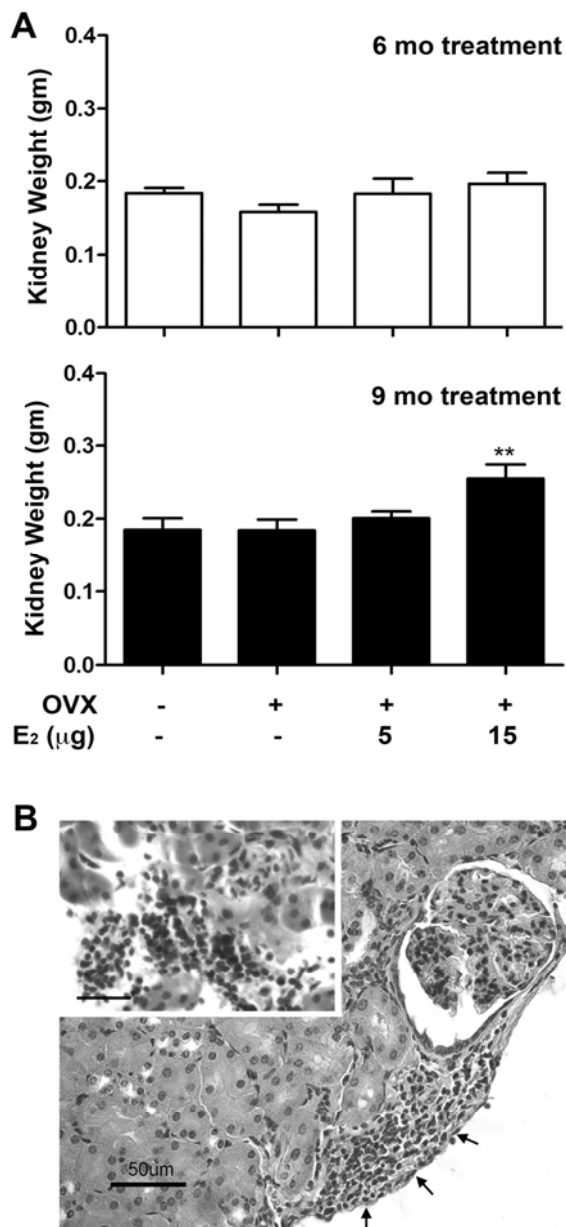 A
6 mo treatment
Kidney Weight (gm)
0.4
0.3
0.2
0.1
0.0
9 mo treatment
Kidney Weight (gm)
0.4
0.3
0.2
0.1
0.0
**
OVX - + + +
E₂ (μg) - - 5 15
B
50um